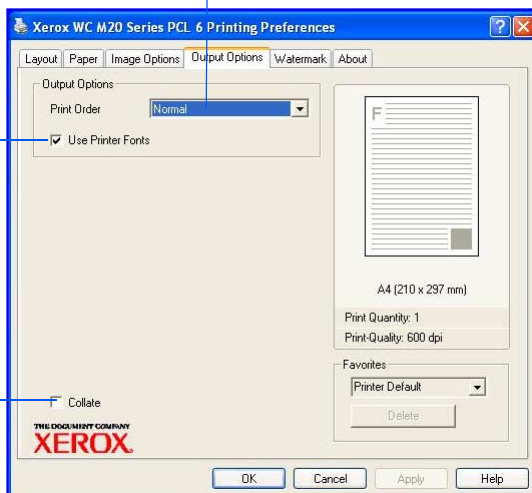 Xerox WC M20 Series PCL 6 Printing Preferences
Layout Paper Image Options Output Options Watermark About
Output Options
Print Order Normal
Use Printer Fonts
F
A4 (210 x 297 mm)
Print Quantity: 1
Print-Quality: 600 dpi
Favorites
Printer Default
Delete
Collate
THE DOCUMENT COMPANY
XEROX.
OK Cancel Apply Help